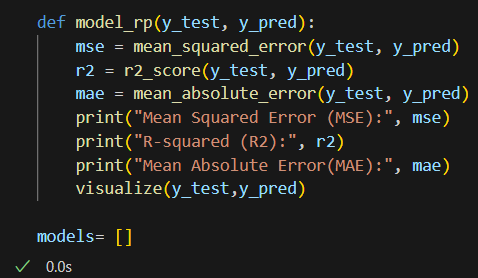 def model_rp(y_test, y_pred):
    mse = mean_squared_error(y_test, y_pred)
    r2 = r2_score(y_test, y_pred)
    mae = mean_absolute_error(y_test, y_pred)
    print("Mean Squared Error (MSE):", mse)
    print("R-squared (R2):", r2)
    print("Mean Absolute Error(MAE):", mae)
    visualize(y_test,y_pred)
models= []
0.0s